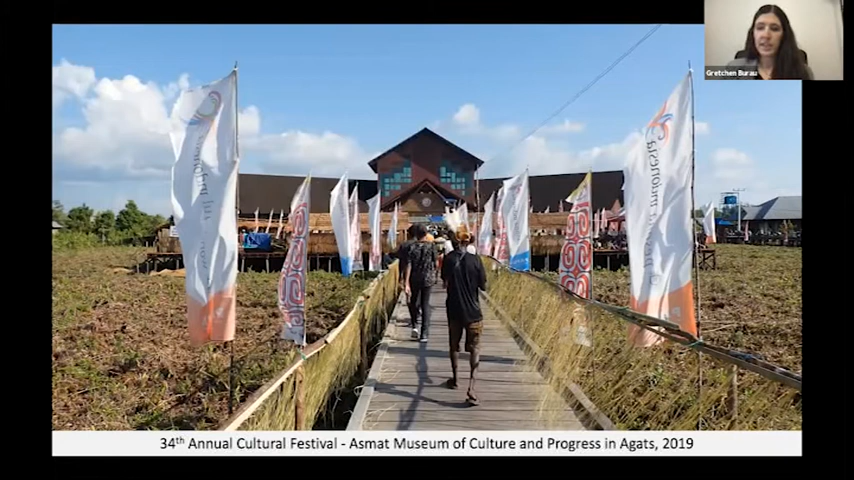 Gretchen Burau
34th Annual Cultural Festival - Asmat Museum of Culture and Progress in Agats, 2019